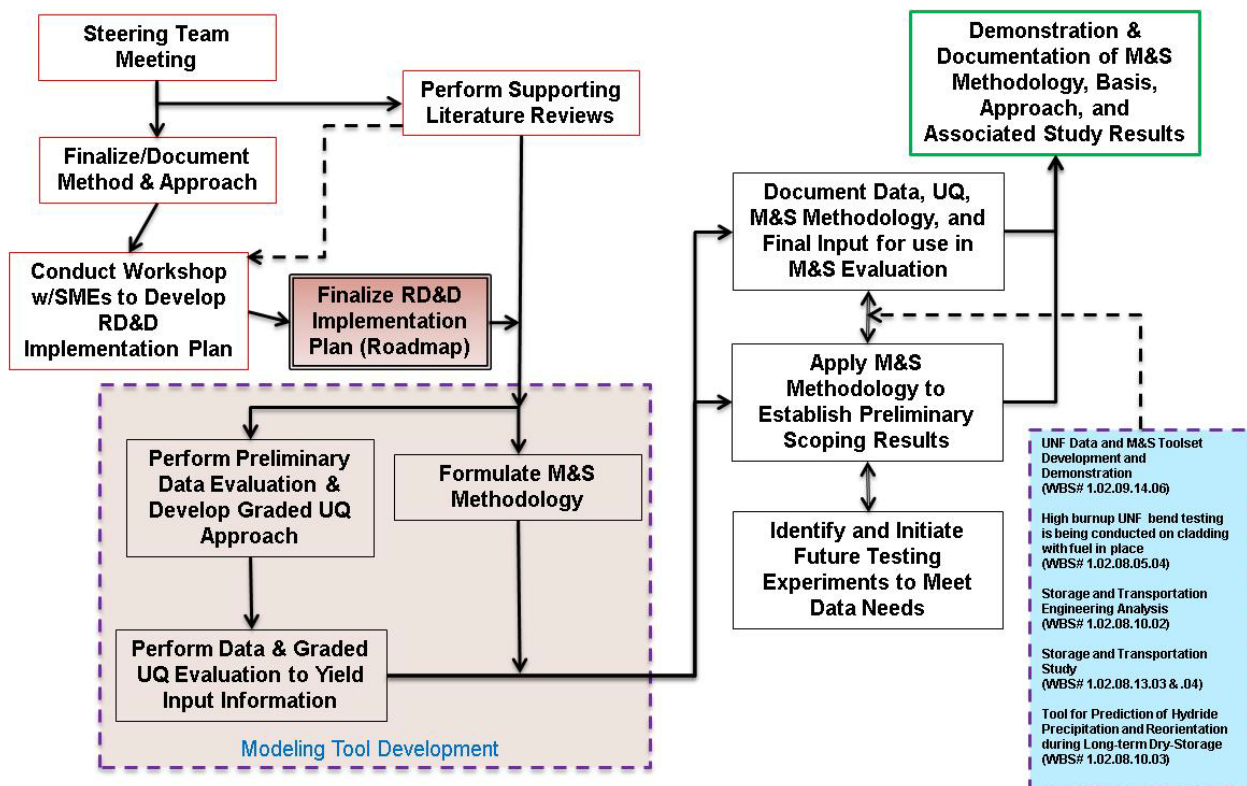 Steering Team
Meeting
Perform Supporting
Literature Reviews
Finalize/Document
Method & Approach
Conduct Workshop
w/SMEs to Develop
RD&D
Implementation Plan
Finalize RD&D
Implementation
Plan (Roadmap)
Perform Preliminary
Data Evaluation &
Develop Graded UQ
Approach
Formulate M&S
Methodology
Perform Data & Graded
UQ Evaluation to Yield
Input Information
Modeling Tool Development
Demonstration &
Documentation of M&S
Methodology, Basis,
Approach, and
Associated Study Results
Document Data, UQ,
M&S Methodology, and
Final Input for use in
M&S Evaluation
Apply M&S
Methodology to
Establish Preliminary
Scoping Results
Identify and Initiate
Future Testing
Experiments to Meet
Data Needs
UNF Data and M&S Toolset
Development and
Demonstration
(WBS# 1.02.09.14.06)
High burnup UNF bend testing
is being conducted on cladding
with fuel in place
(WBS# 1.02.08.05.04)
Storage and Transportation
Engineering Analysis
(WBS# 1.02.08.10.02)
Storage and Transportation
Study
(WBS# 1.02.08.13.03 & .04)
Tool for Prediction of Hydride
Precipitation and Reorientation
during Long-term Dry-Storage
(WBS# 1.02.08.10.03)